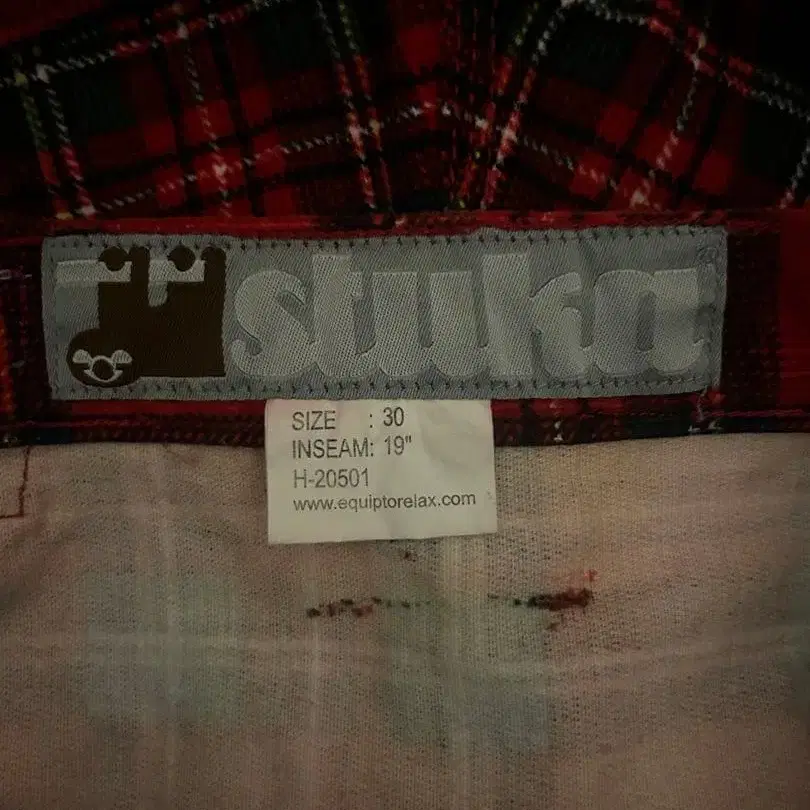 stuka
SIZE : 30
INSEAM: 19"
H-20501
www.equiptorelax.com